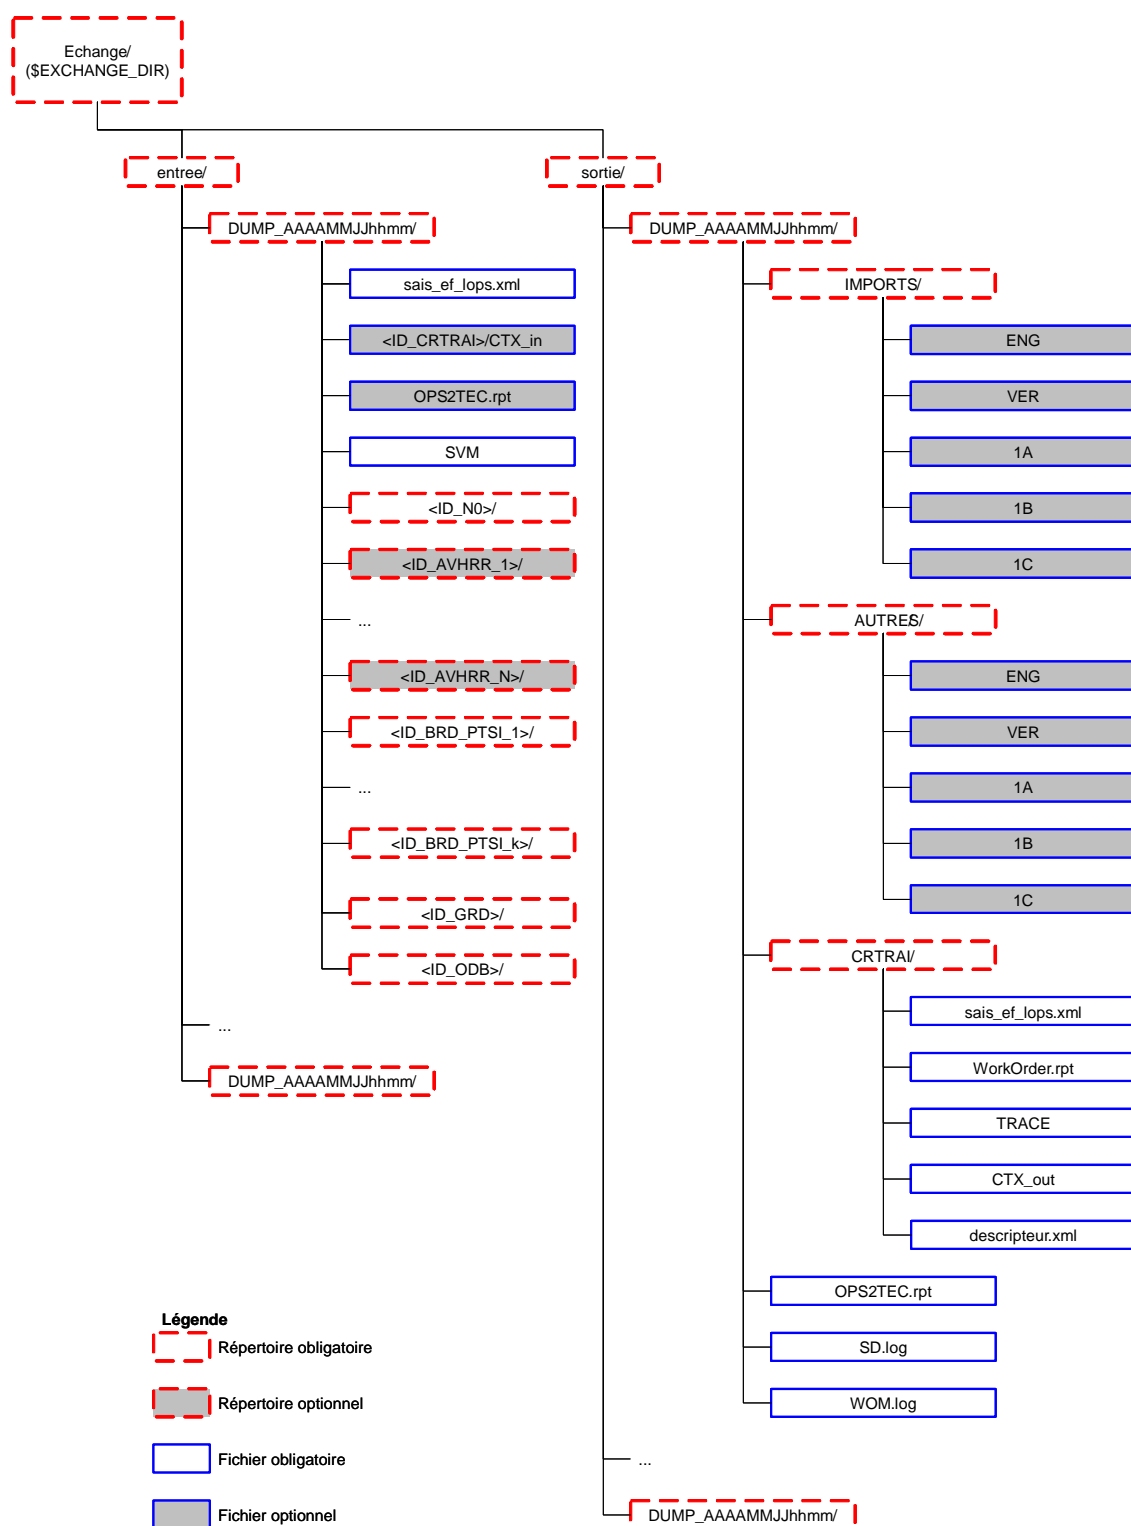 Echange/
($EXCHANGE_DIR)
entree/
DUMP_AAAAMMJJhhmm/
sais_ef_lops.xml
<ID_CRTRAI>/CTX_in
OPS2TEC.rpt
SVM
<ID_N0>/
<ID_AVHRR_1>/
...
<ID_AVHRR_N>/
<ID_BRD_PTSI_1>/
...
<ID_BRD_PTSI_k>/
<ID_GRD>/
<ID_ODB>/
...
DUMP_AAAAMMJJhhmm/
sortie/
DUMP_AAAAMMJJhhmm/
IMPORTS/
ENG
VER
1A
1B
1C
AUTRES/
ENG
VER
1A
1B
1C
CRTRAI/
sais_ef_lops.xml
WorkOrder.rpt
TRACE
CTX_out
descripteur.xml
OPS2TEC.rpt
SD.log
WOM.log
...
DUMP_AAAAMMJJhhmm/
Légende
Répertoire obligatoire
Répertoire optionnel
Fichier obligatoire
Fichier optionnel